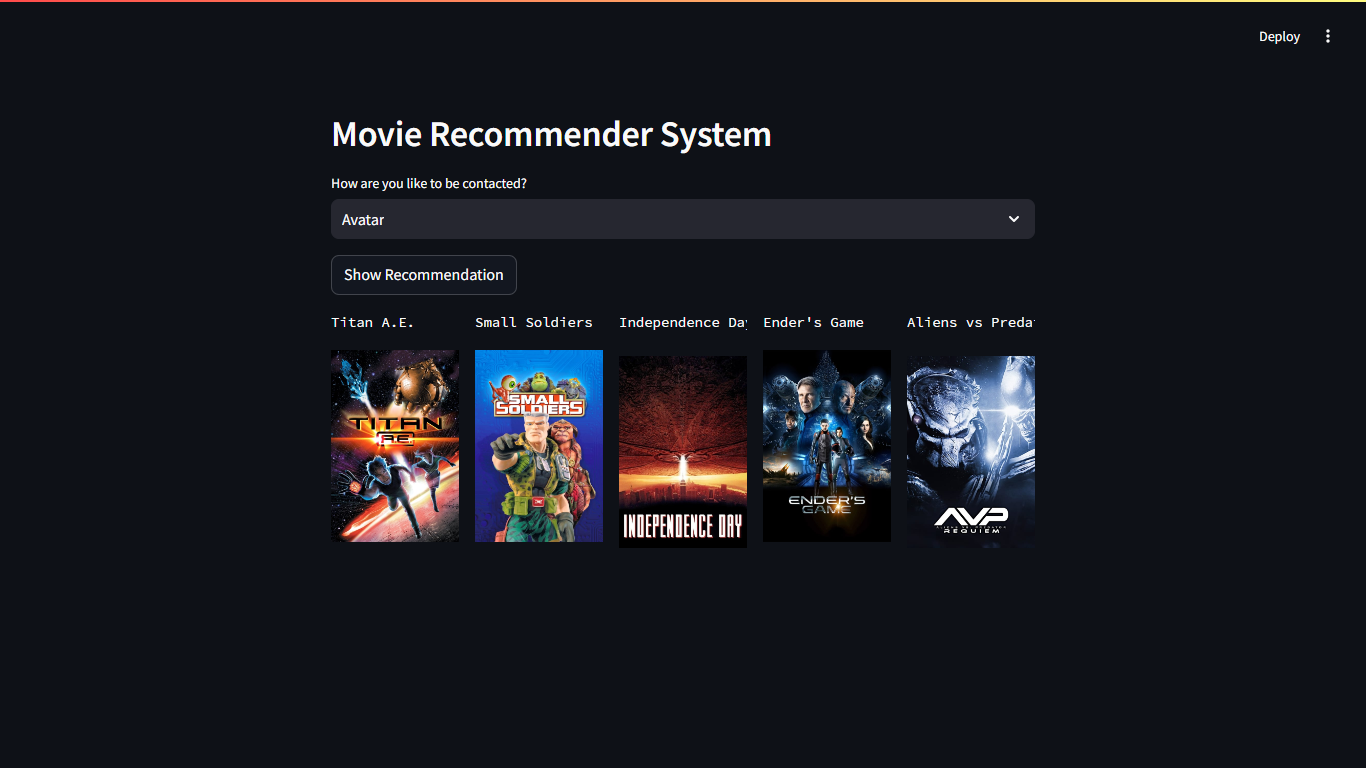 Deploy
Movie Recommender System
How are you like to be contacted?
Avatar
Show Recommendation
Titan A.E.
Small Soldiers
Independence Day
Ender's Game
Aliens vs Preda
TITAN
A.E.
SMALL
SOLDIERS
INDEPENDENCE DAY
ENDER'S
GAME
AVP
REQUIEM